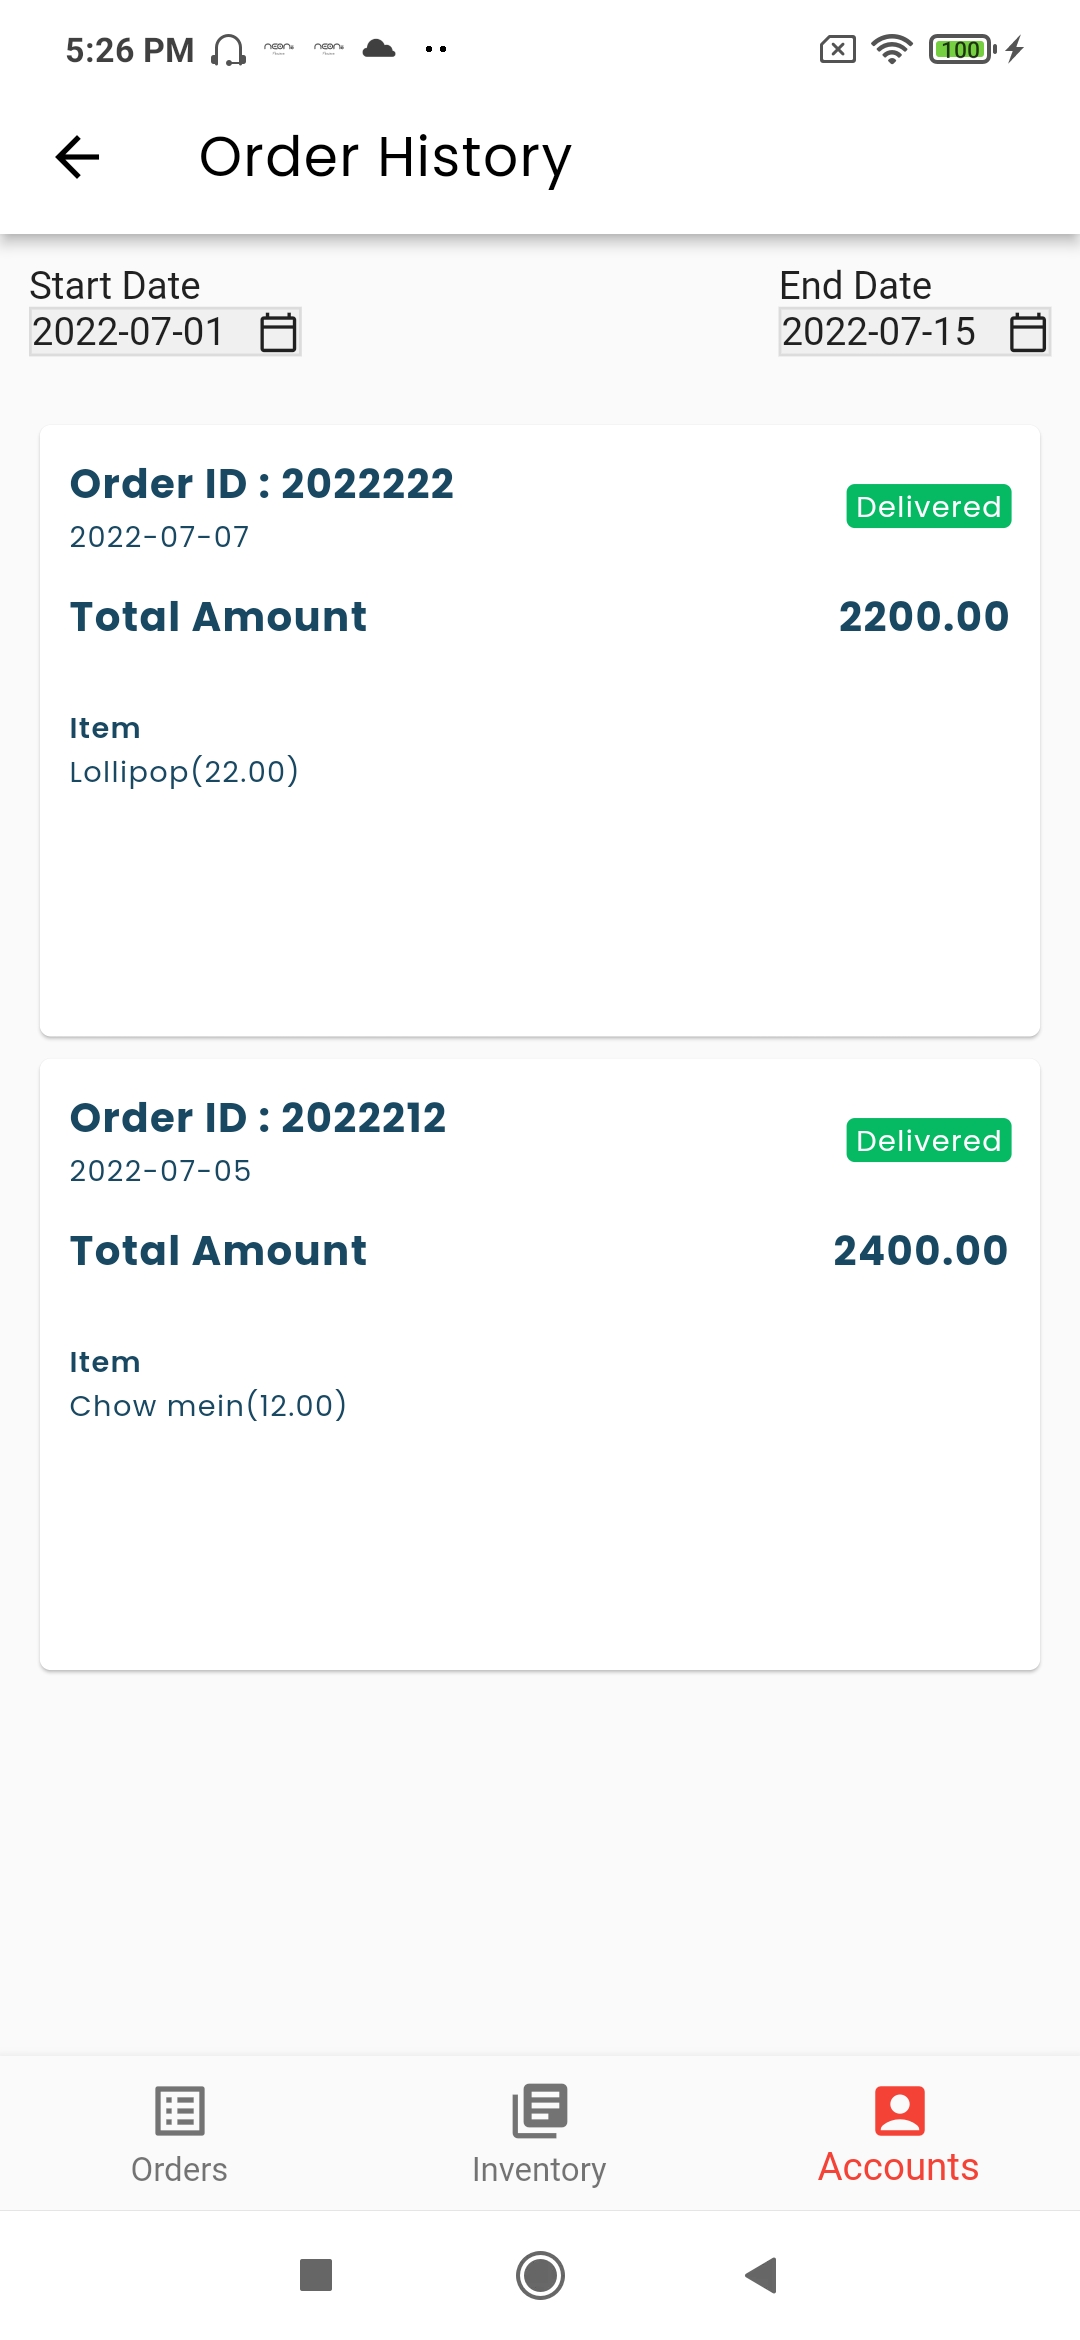 5:26 PM
100
Order History
Start Date
End Date
2022-07-01
2022-07-15
Order ID : 2022222
Delivered
2022-07-07
Total Amount
2200.00
Item
Lollipop(22.00)
Order ID : 2022212
Delivered
2022-07-05
Total Amount
2400.00
Item
Chow mein(12.00)
Orders
Inventory
Accounts